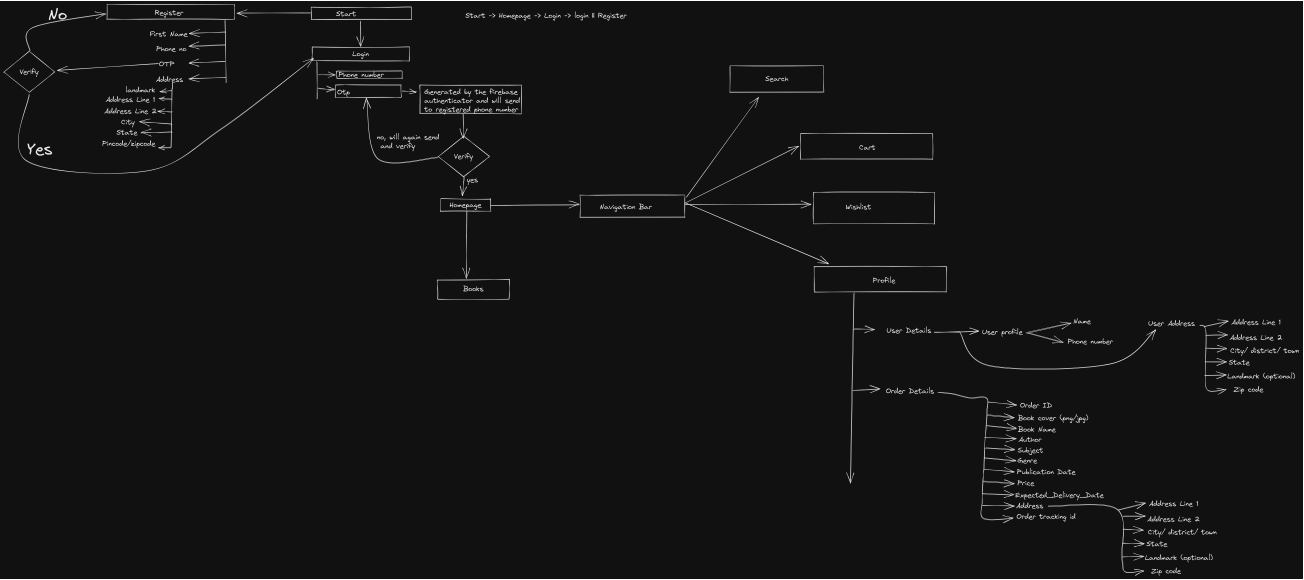 No
Register
Start
Start -> Homepage -> Login -> login || Register
First Name
Phone no
OTP
Address
Verify
landmark
Address Line 1
Address Line 2
City
State
Pincode/zipcode
Yes
Login
Phone number
Otp
Generated by the firebase
authenticator and will send
to registered phone number
no, will again send
and verify
Verify
yes
Homepage
Navigation Bar
Books
Search
Cart
Wishlist
Profile
User Details
User profile
Name
Phone number
User Address
Address Line 1
Address Line 2
City/ district/ town
State
Landmark (optional)
Zip code
Order Details
Order ID
Book cover (png/jpg)
Book Name
Author
Subject
Genre
Publication Date
Price
Expected_Delivery_Date
Address
Order tracking id
Address Line 1
Address Line 2
City/ district/ town
State
Landmark (optional)
Zip code